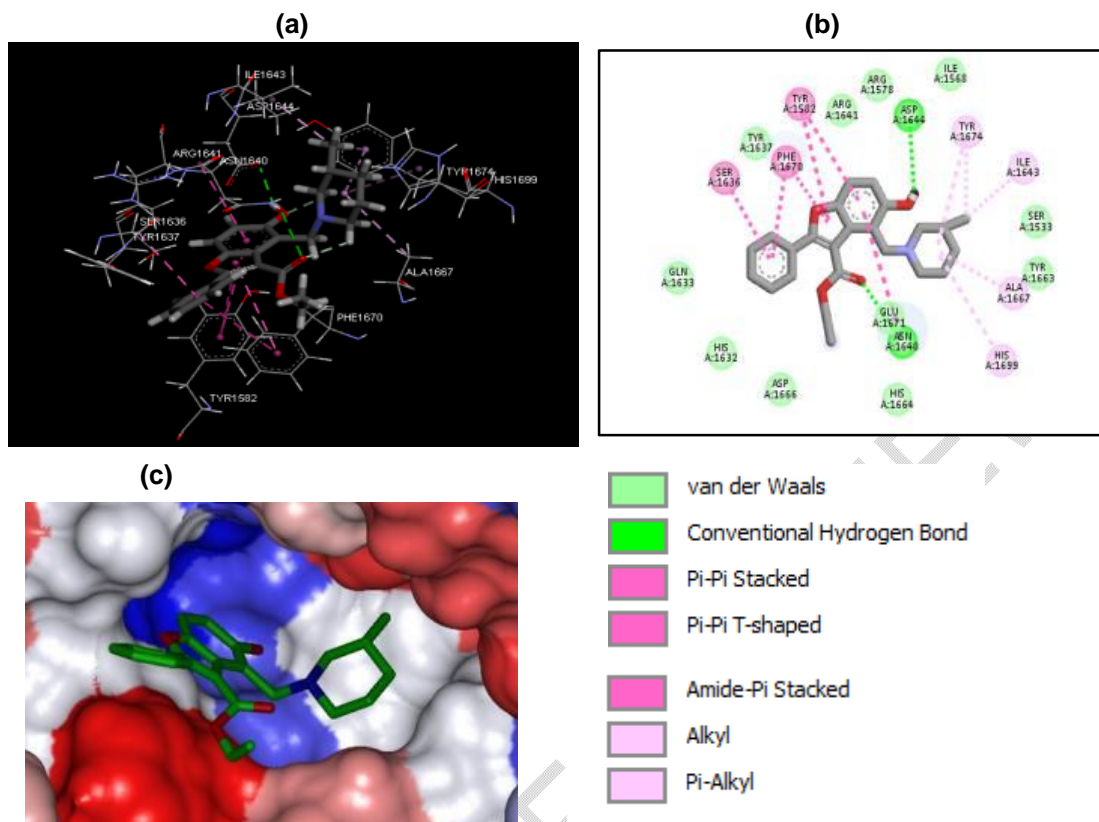 (a)
ILE1643
ASP1644
ARG1641
ASN1640
TYR1674
HIS1699
SER1636
TYR1637
ALA1667
PHE1670
TYR1582
(b)
ILE
A:1568
ARG
A:1578
TYR
A:1582
ARG
A:1641
ASP
A:1644
TYR
A:1674
TYR
A:1637
PHE
A:1670
ILE
A:1643
SER
A:1636
SER
A:1533
GLN
A:1633
TYR
A:1663
ALA
A:1667
GLU
A:1671
ASN
A:1640
HIS
A:1632
HIS
A:1699
ASP
A:1666
HIS
A:1664
(c)
van der Waals
Conventional Hydrogen Bond
Pi-Pi Stacked
Pi-Pi T-shaped
Amide-Pi Stacked
Alkyl
Pi-Alkyl